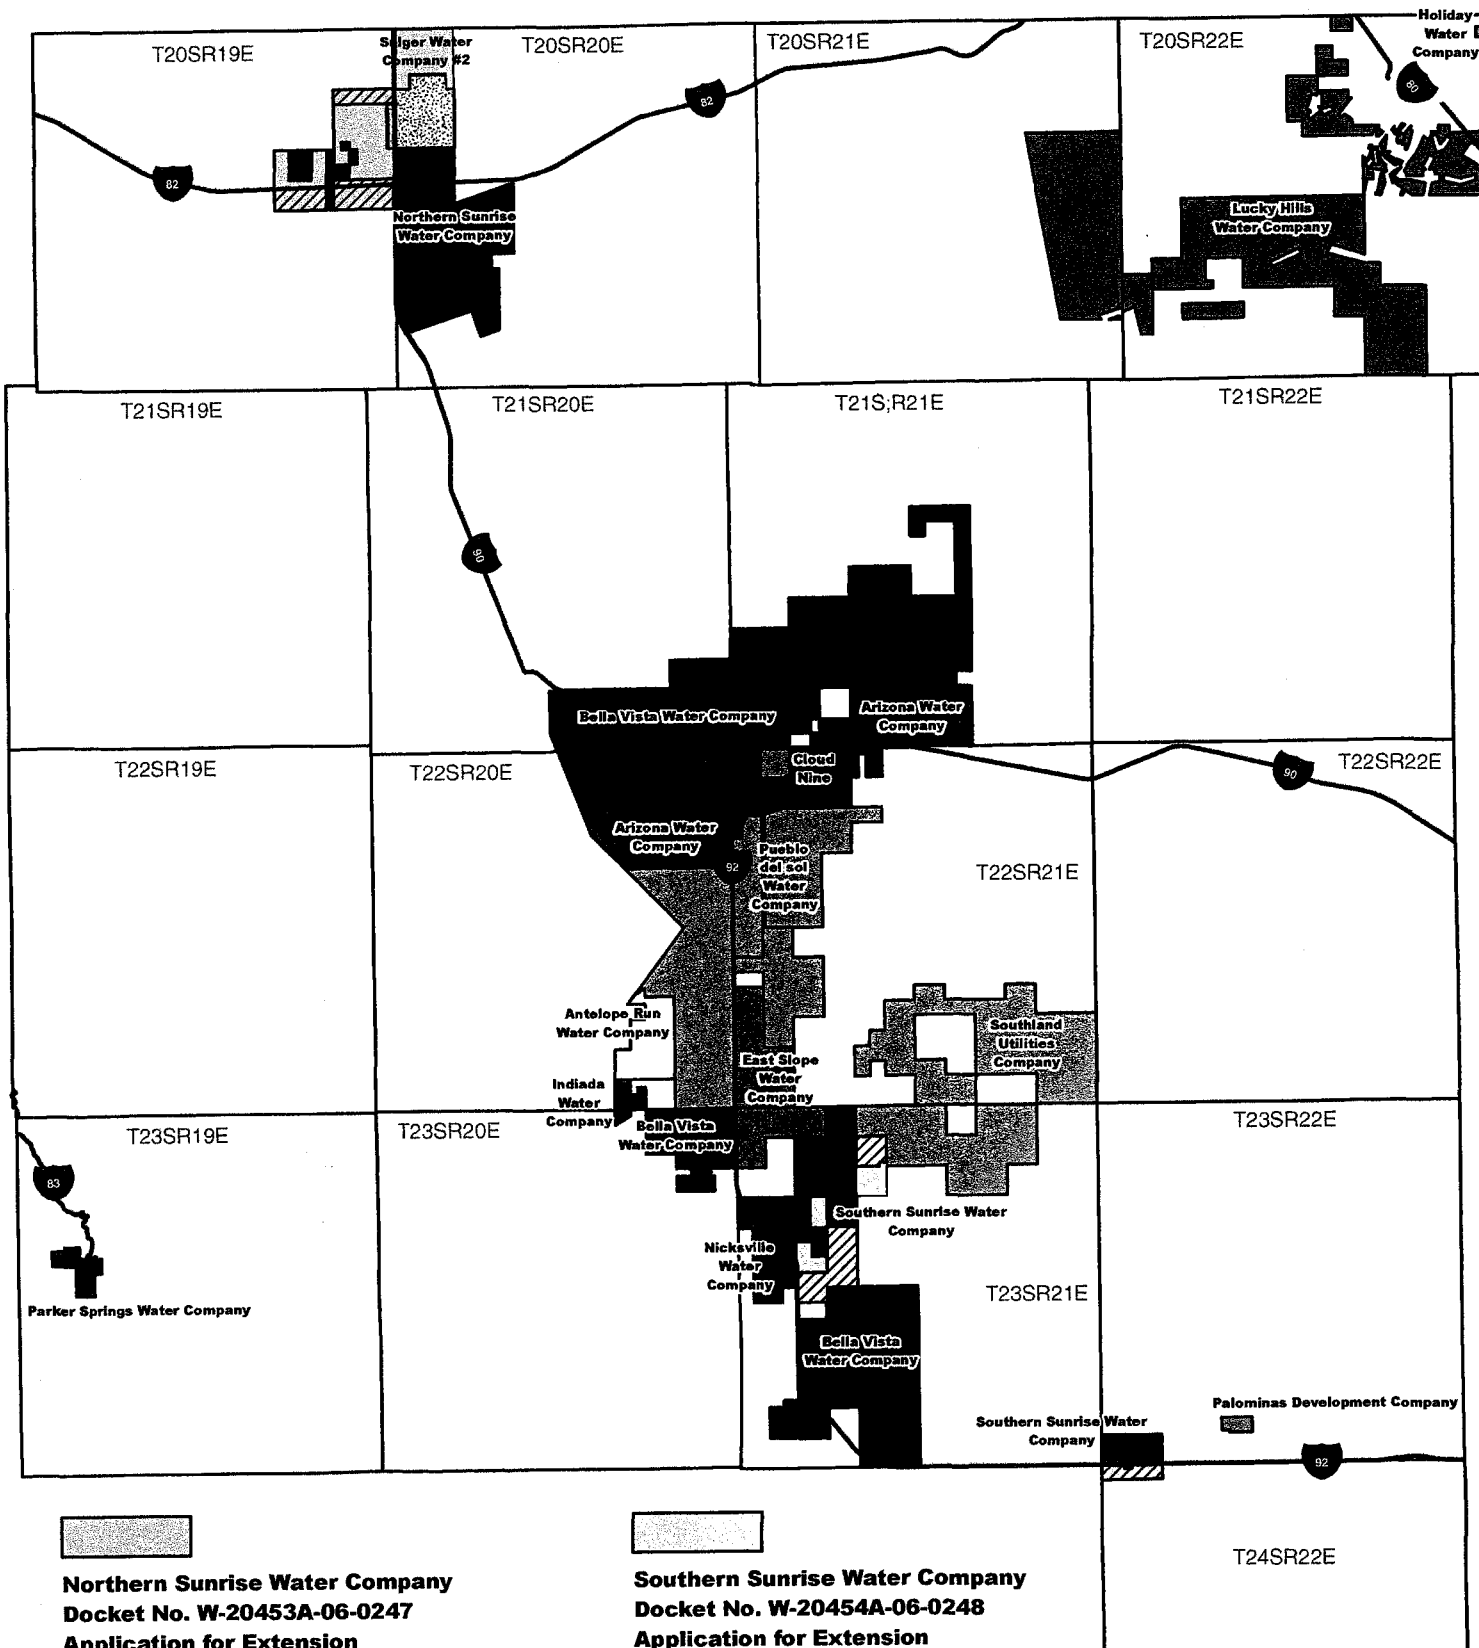 T20SR19E
Sulger Water
Company #2
T20SR20E
T20SR21E
T20SR22E
Holiday
Water
Company
80
82
82
Northern Sunrise
Water Company
Lucky Hills
Water Company
T21SR19E
T21SR20E
T21S;R21E
T21SR22E
90
Bella Vista Water Company
Arizona Water
Company
Cloud
Nine
T22SR19E
T22SR20E
90
T22SR22E
Arizona Water
Company
92
Pueblo
del sol
Water
Company
T22SR21E
Antelope Run
Water Company
Southland
Utilities
Company
East Slope
Water
Company
Indiada
Water
Company
Bella Vista
Water Company
T23SR19E
T23SR20E
T23SR22E
83
Southern Sunrise Water
Company
Nicksville
Water
Company
T23SR21E
Parker Springs Water Company
Bella Vista
Water Company
Palominas Development Company
Southern Sunrise Water
Company
92
T24SR22E
Northern Sunrise Water Company
Docket No. W-20453A-06-0247
Application for Extension
Southern Sunrise Water Company
Docket No. W-20454A-06-0248
Application for Extension